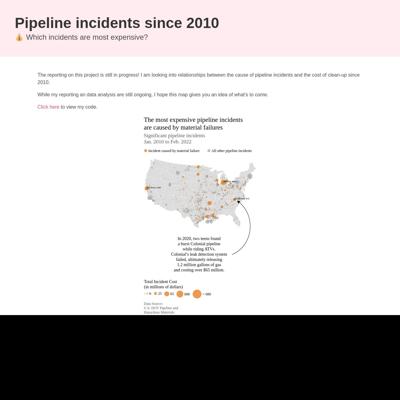 Pipeline incidents since 2010
💰 Which incidents are most expensive?
The reporting on this project is still in progress! I am looking into relationships between the cause of pipeline incidents and the cost of clean-up since
2010.
While my reporting an data analysis are still ongoing, I hope this map gives you an idea of what's to come.
Click here to view my code.
The most expensive pipeline incidents
are caused by material failures
Significant pipeline incidents
Jan. 2010 to Feb. 2022
Incident caused by material failure
All other pipeline incidents
In 2020, two teens found
a burst Colonial pipeline
while riding ATVs.
Colonial's leak detection system
failed, ultimately releasing
1.2 million gallons of gas
and costing over $65 million.
Total Incident Cost
(in millions of dollars)
Data Source:
Pipeline and
Hazardous Materials